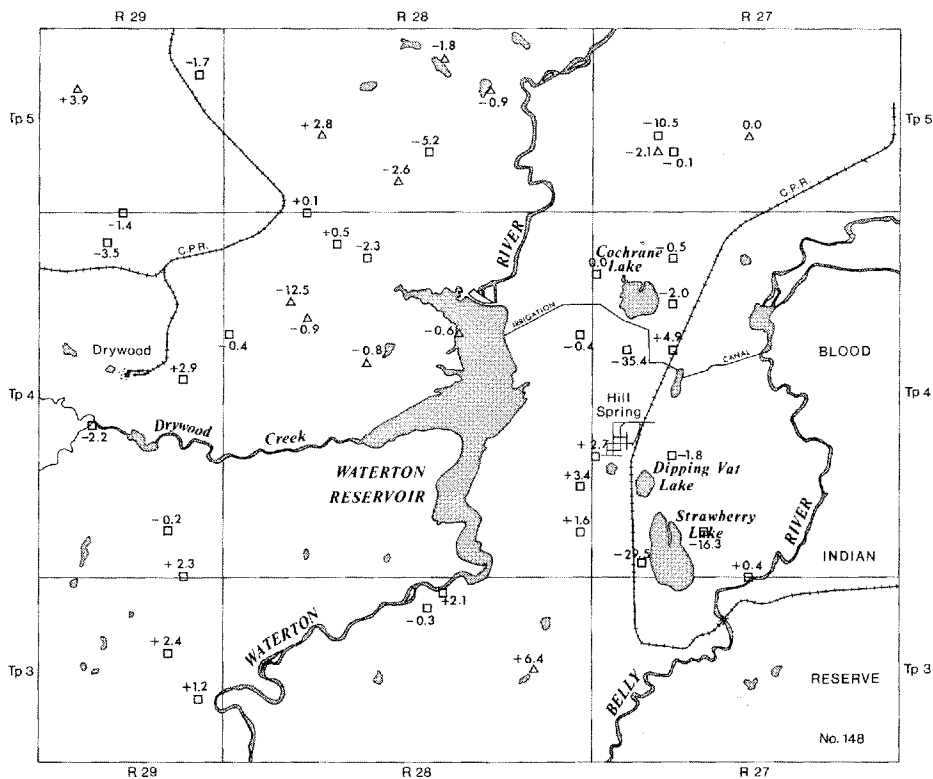 R 29
R 28
R 27
-1.8
-1.7
+3.9
-0.9
Tp 5
+2.8
-10.5
0.0
Tp 5
-5.2
-2.1
-0.1
-2.6
C.P.R.
+0.1
-1.4
+0.5
-2.3
-3.5
C.P.R.
RIVER
Cochrane
Lake
-0.5
0.0
-12.5
-2.0
-0.9
IRRIGATION
-0.4
-0.6
-0.4
+4.9
-35.4
CANAL
BLOOD
Drywood
-0.8
+2.9
Tp 4
Tp 4
Hill
Spring
-2.2
Drywood
Creek
+2.7
-1.8
WATERTON
RESERVOIR
Dipping Vat
Lake
+3.4
Strawberry
Lake
-0.2
+1.6
-16.3
RIVER
INDIAN
+2.3
-29.5
+0.4
+2.1
-0.3
WATERTON
+2.4
+6.4
Tp 3
Tp 3
RESERVE
+1.2
BELLY
No. 148
R 29
R 28
R 27